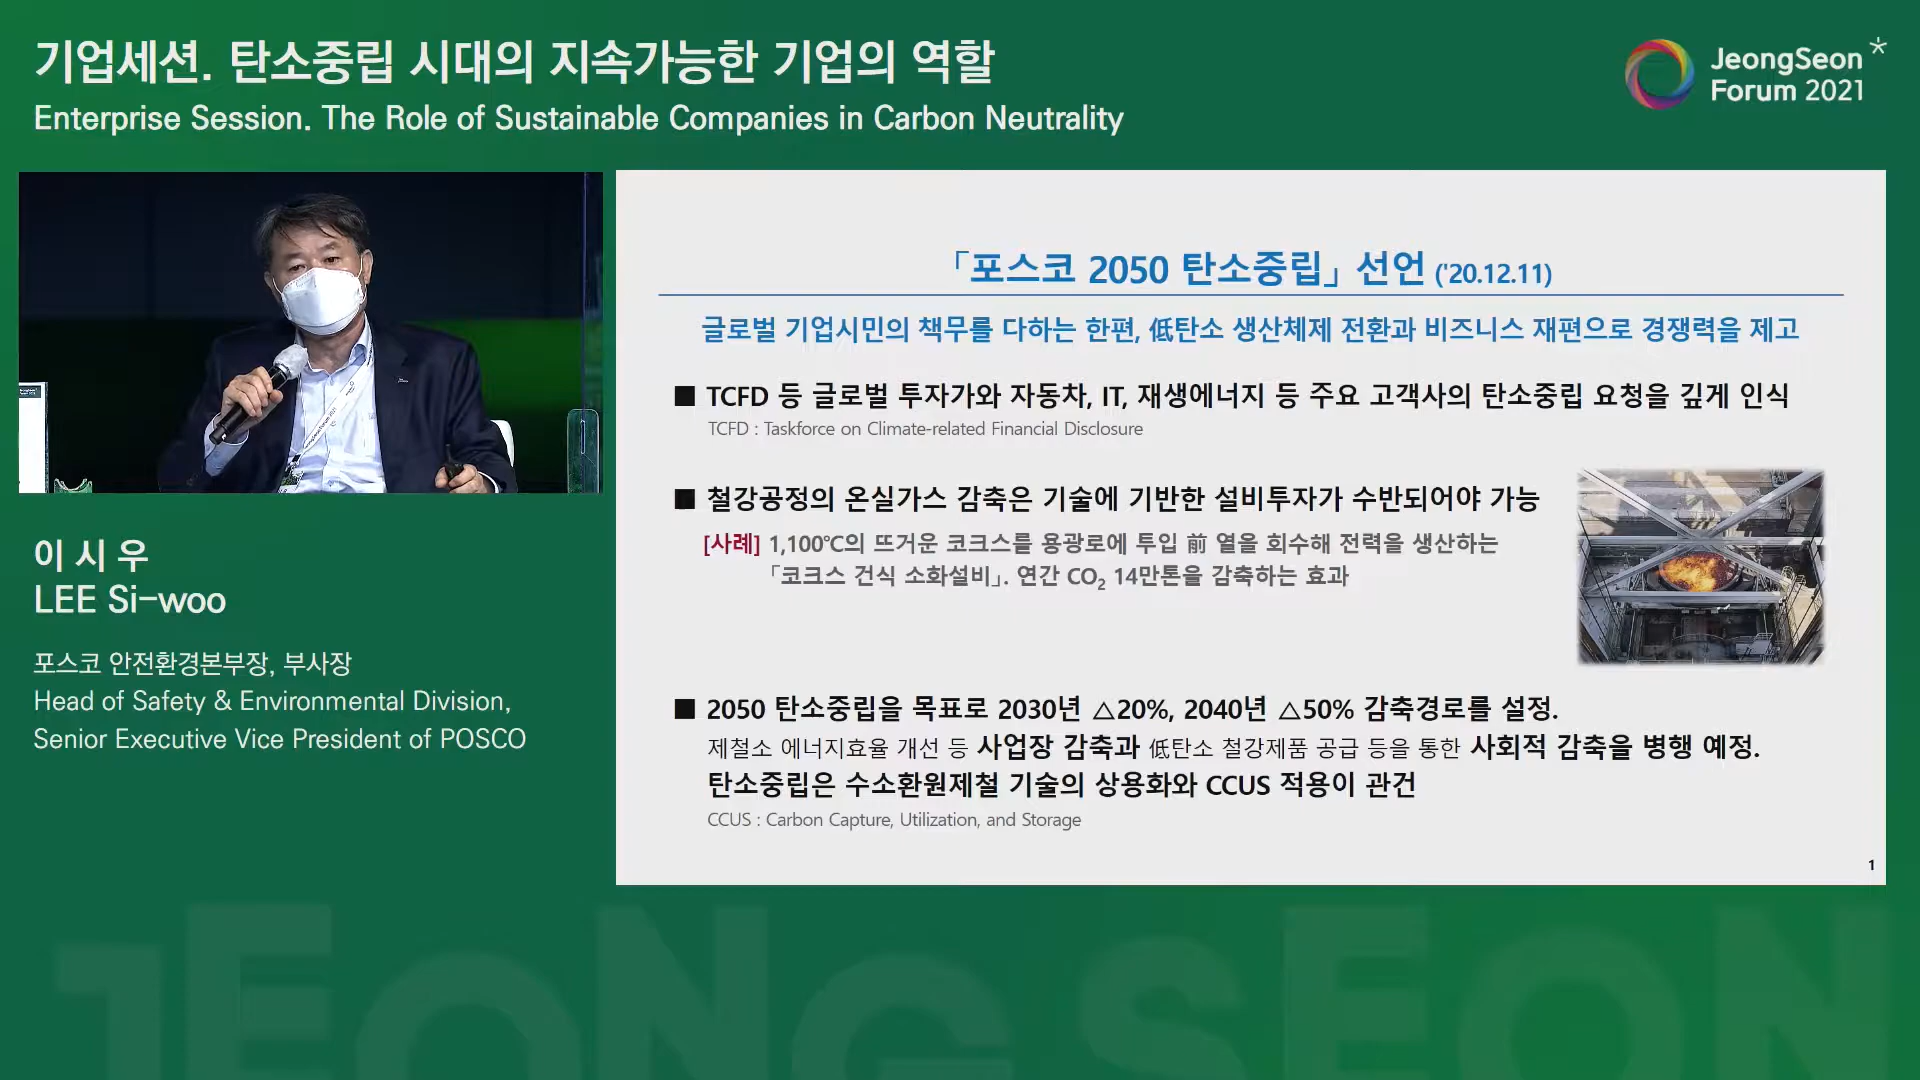 기업세션. 탄소중립 시대의 지속가능한 기업의 역할
Enterprise Session. The Role of Sustainable Companies in Carbon Neutrality
JeongSeon*
Forum 2021
이 시 우
LEE Si-woo
포스코 안전환경본부장, 부사장
Head of Safety & Environmental Division,
Senior Executive Vice President of POSCO
「포스코 2050 탄소중립」 선언 ('20.12.11)
글로벌 기업시민의 책무를 다하는 한편, 低탄소 생산체제 전환과 비즈니스 재편으로 경쟁력을 제고
■ TCFD 등 글로벌 투자가와 자동차, IT, 재생에너지 등 주요 고객사의 탄소중립 요청을 깊게 인식
TCFD : Taskforce on Climate-related Financial Disclosure
■ 철강공정의 온실가스 감축은 기술에 기반한 설비투자가 수반되어야 가능
[사례] 1,100℃의 뜨거운 코크스를 용광로에 투입 前 열을 회수해 전력을 생산하는
「코크스 건식 소화설비」. 연간 CO₂ 14만톤을 감축하는 효과
■ 2050 탄소중립을 목표로 2030년 △20%, 2040년 △50% 감축경로를 설정.
제철소 에너지효율 개선 등 사업장 감축과 低탄소 철강제품 공급 등을 통한 사회적 감축을 병행 예정.
탄소중립은 수소환원제철 기술의 상용화와 CCUS 적용이 관건
CCUS : Carbon Capture, Utilization, and Storage
1
JEONGSEON